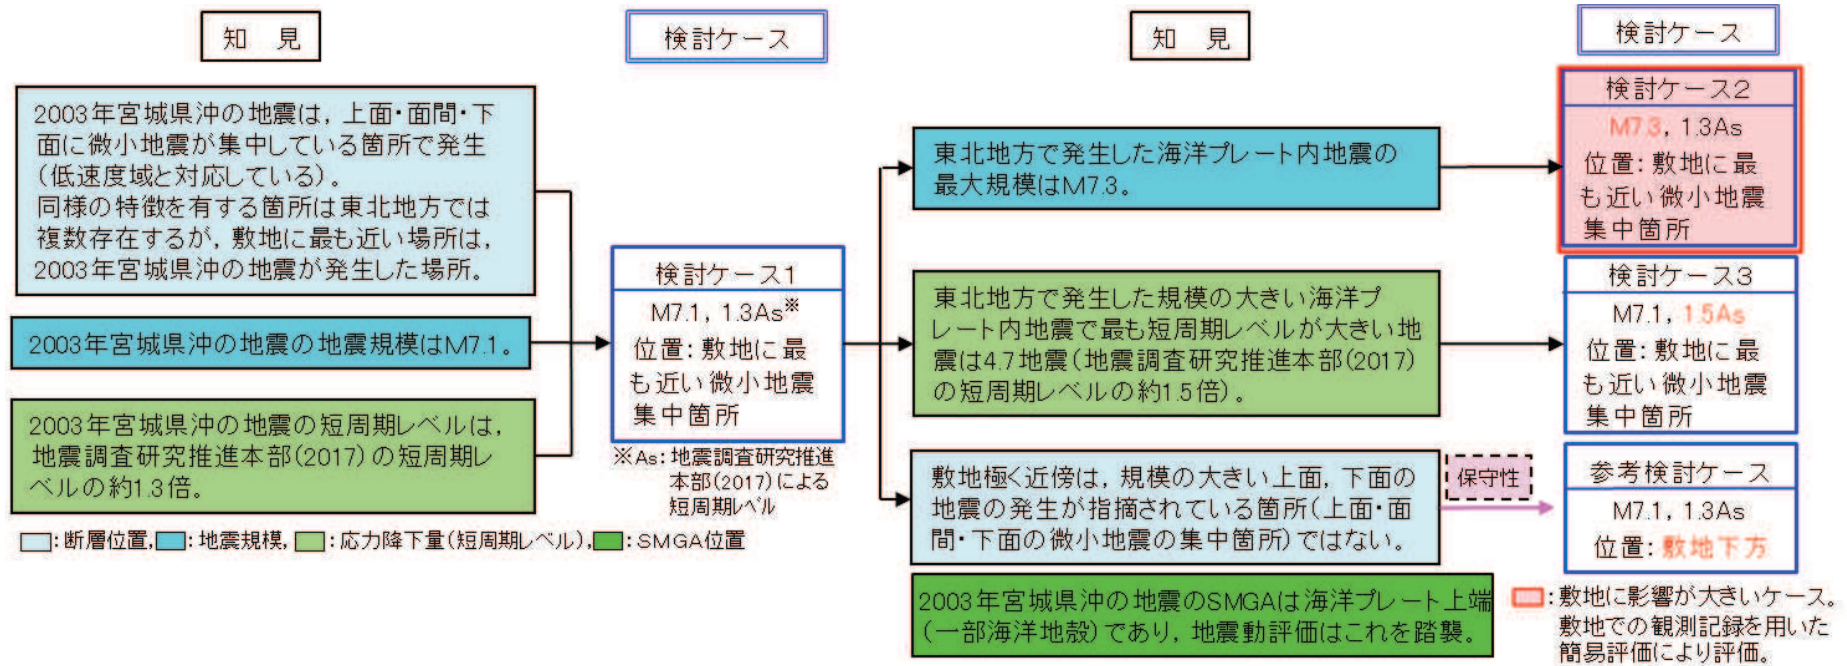 知 見
検討ケース
知 見
検討ケース
2003年宮城県沖の地震は，上面・面間・下
面に微小地震が集中している箇所で発生
（低速度域と対応している）。
同様の特徴を有する箇所は東北地方では
複数存在するが，敷地に最も近い場所は，
2003年宮城県沖の地震が発生した場所。
2003年宮城県沖の地震の地震規模はM7.1。
2003年宮城県沖の地震の短周期レベルは，
地震調査研究推進本部(2017)の短周期レ
ベルの約1.3倍。
□:断層位置,■:地震規模,■:応力降下量(短周期レベル),■:SMGA位置
検討ケース1
M7.1, 1.3As※
位置：敷地に最
も近い微小地震
集中箇所
※As：地震調査研究推進
本部(2017)による
短周期レベル
東北地方で発生した海洋プレート内地震の
最大規模はM7.3。
東北地方で発生した規模の大きい海洋プ
レート内地震で最も短周期レベルが大きい地
震は4.7地震（地震調査研究推進本部(2017)
の短周期レベルの約1.5倍）。
敷地極く近傍は，規模の大きい上面，下面の
地震の発生が指摘されている箇所（上面・面
間・下面の微小地震の集中箇所）ではない。
2003年宮城県沖の地震のSMGAは海洋プレート上端
（一部海洋地殻）であり，地震動評価はこれを踏襲。
保守性
検討ケース2
M7.3, 1.3As
位置：敷地に最
も近い微小地震
集中箇所
検討ケース3
M7.1, 1.5As
位置：敷地に最
も近い微小地震
集中箇所
参考検討ケース
M7.1, 1.3As
位置：敷地下方
■:敷地に影響が大きいケース。
敷地での観測記録を用いた
簡易評価により評価。